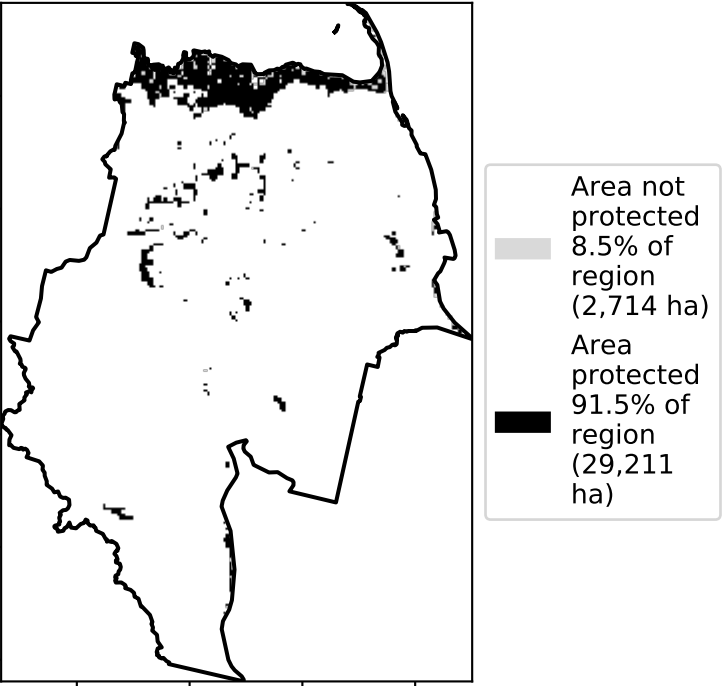 Area not
protected
8.5% of
region
(2,714 ha)
Area
protected
91.5% of
region
(29,211
ha)